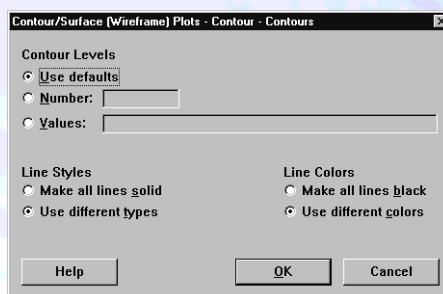 Contour/Surface (Wireframe) Plots - Contour - Contours
Contour Levels
Use defaults
Number:
Values:
Line Styles Line Colors
Make all lines solid Make all lines black
Use different types Use different colors
Help OK Cancel